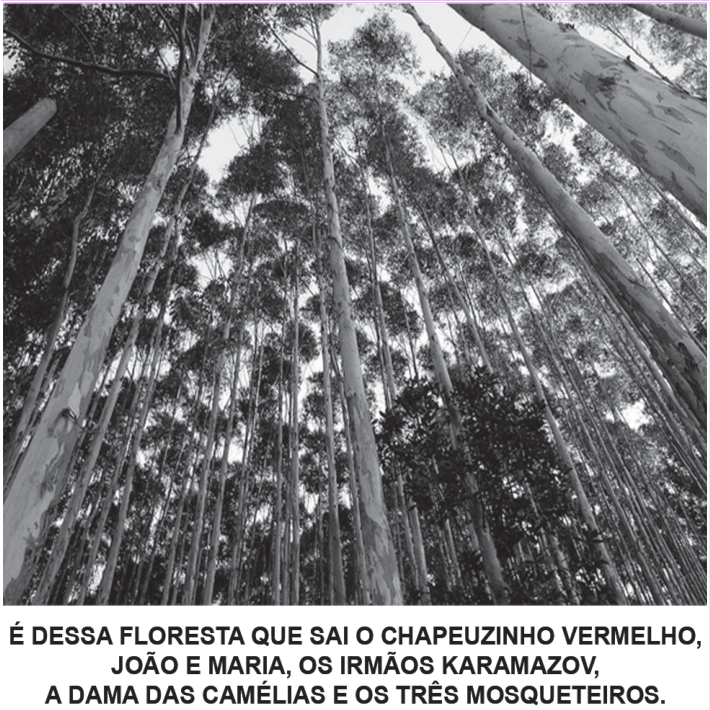 É DESSA FLORESTA QUE SAI O CHAPEUZINHO VERMELHO,
JOÃO E MARIA, OS IRMÃOS KARAMAZOV,
A DAMA DAS CAMÉLIAS E OS TRÊS MOSQUETEIROS.